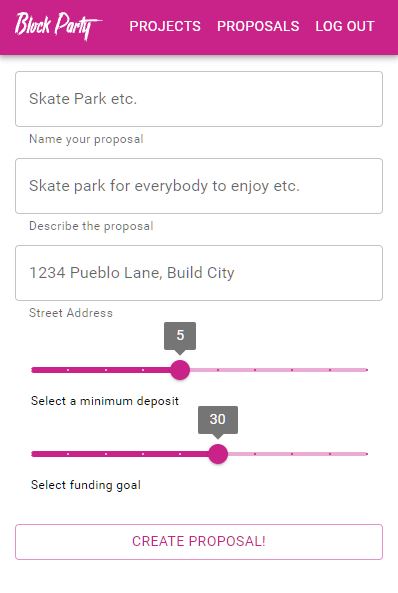 Block Party PROJECTS PROPOSALS LOG OUT
Skate Park etc.
Name your proposal
Skate park for everybody to enjoy etc.
Describe the proposal
1234 Pueblo Lane, Build City
Street Address
5
Select a minimum deposit
30
Select funding goal
CREATE PROPOSAL!